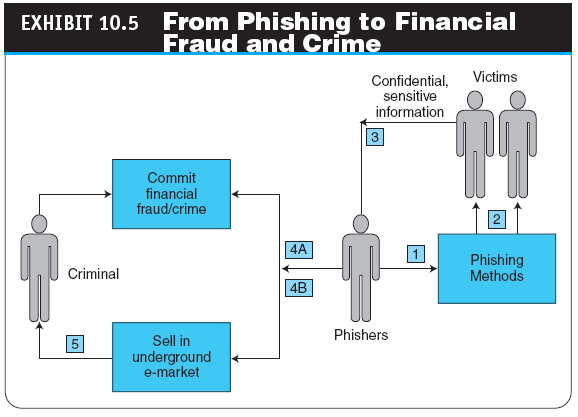 EXHIBIT 10.5 From Phishing to Financial
Fraud and Crime
Confidential,
sensitive
information
Victims
3
2
Commit
financial
fraud/crime
4A
1
Phishing
Methods
Criminal
4B
Phishers
5
Sell in
underground
e-market